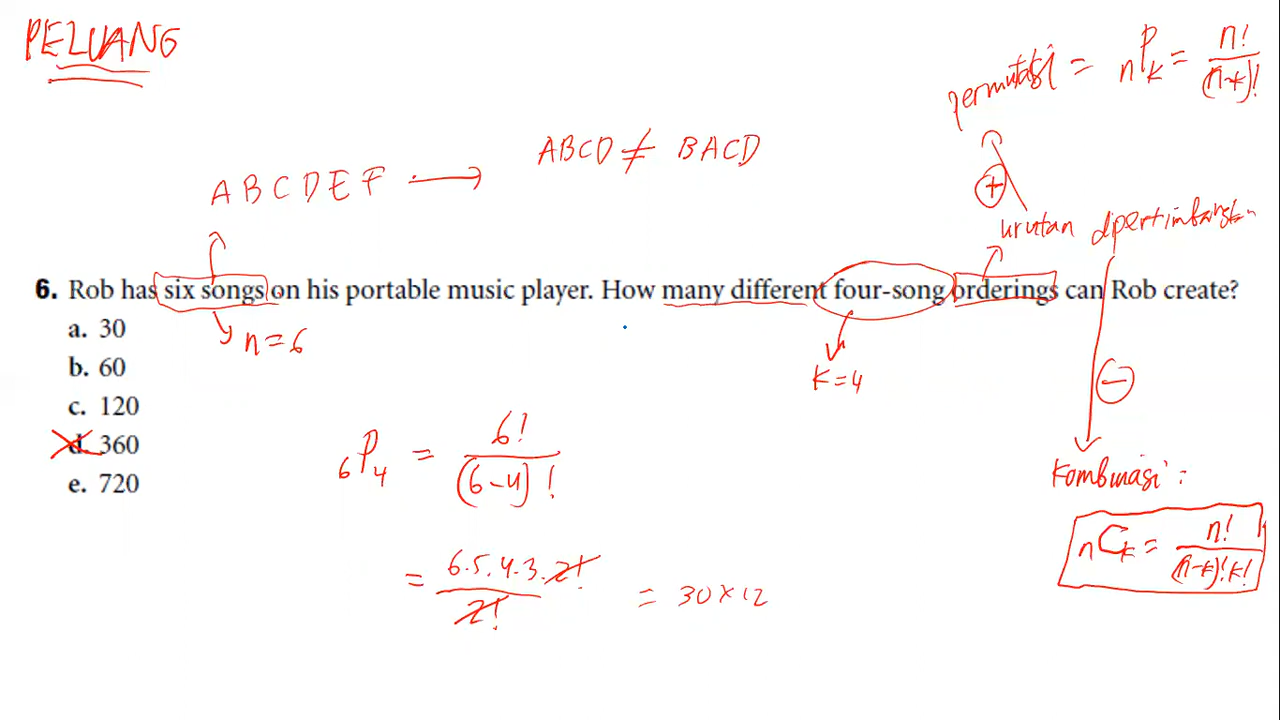 PELUANG
permutasi = nPk = n!/(n-k)!
ABCD ≠ BACD
A B C D E F →
+
urutan dipertimbangkan
6. Rob has six songs on his portable music player. How many different four-song orderings can Rob create?
n = 6
k = 4
a. 30
b. 60
c. 120
d. 360
e. 720
−
6P4 = 6!/(6-4)!
= 6.5.4.3.2!/2! = 30 x 12
Kombinasi :
nCk = n!/(n-k)!k!